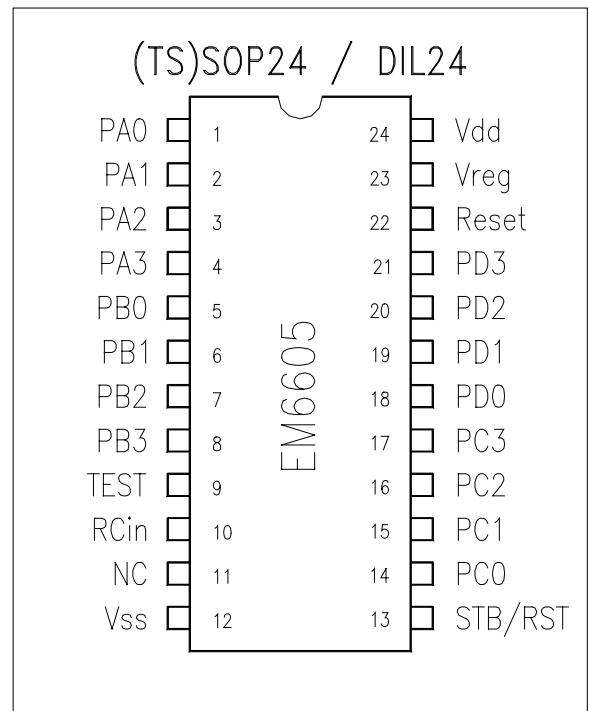 (TS)SOP24 / DIL24
PA0 1 24 Vdd
PA1 2 23 Vreg
PA2 3 22 Reset
PA3 4 21 PD3
PB0 5 20 PD2
PB1 6 19 PD1
PB2 7 18 PD0
PB3 8 17 PC3
TEST 9 16 PC2
RCin 10 15 PC1
NC 11 14 PC0
Vss 12 13 STB/RST
EM6605